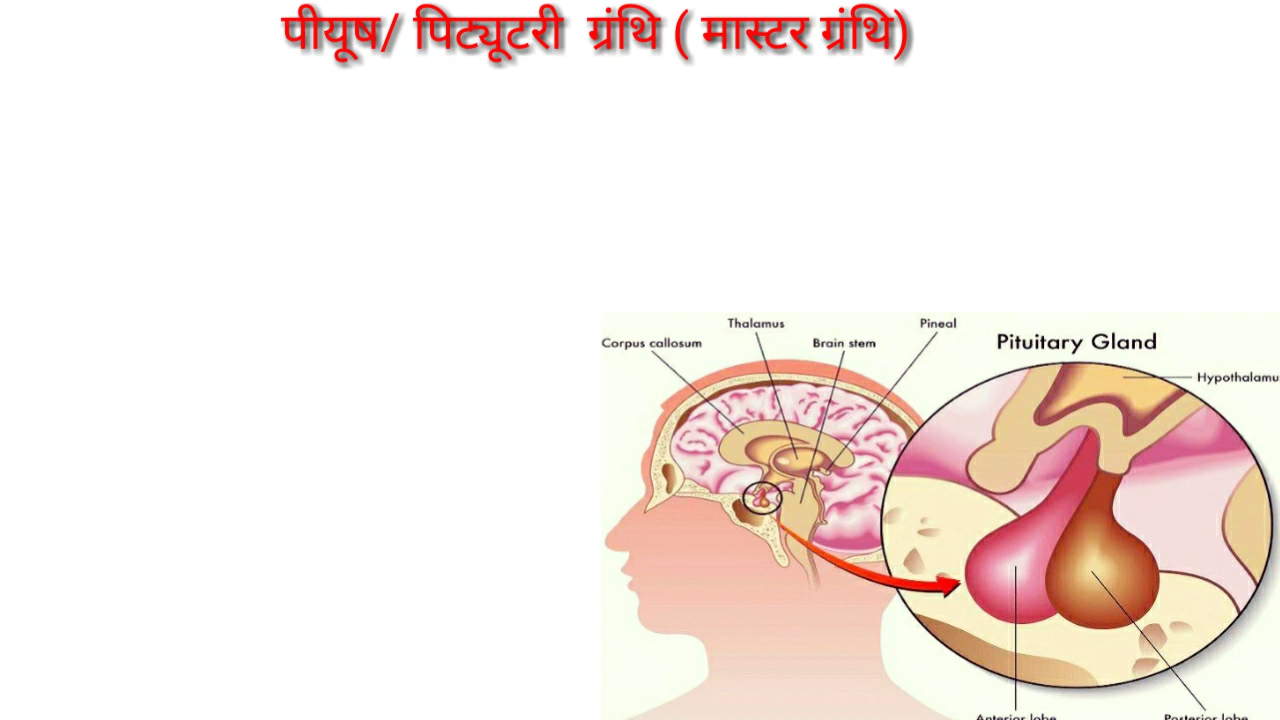 पीयूष/ पिट्यूटरी ग्रंथि ( मास्टर ग्रंथि)
Thalamus
Pineal
Corpus callosum
Brain stem
Pituitary Gland
Hypothalamu
Anterior lobe
Posterior lobe